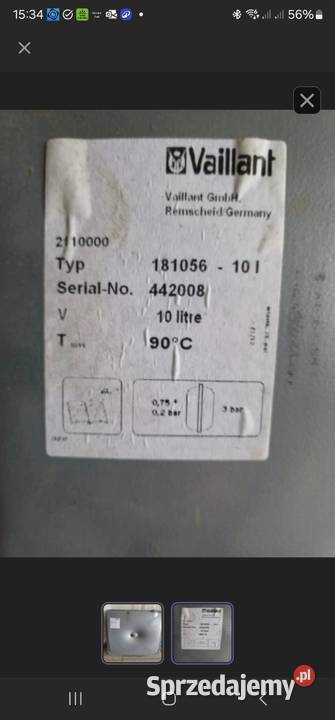 15:34
56%
Vaillant
Vaillant GmbH.
Remscheid/Germany
2110000
Typ 181056 - 10 l
Serial-No. 442008
V 10 litre
T 90°C
0,75 +
0,2 bar
3 bar
Vaillant
Sprzedajemy.pl